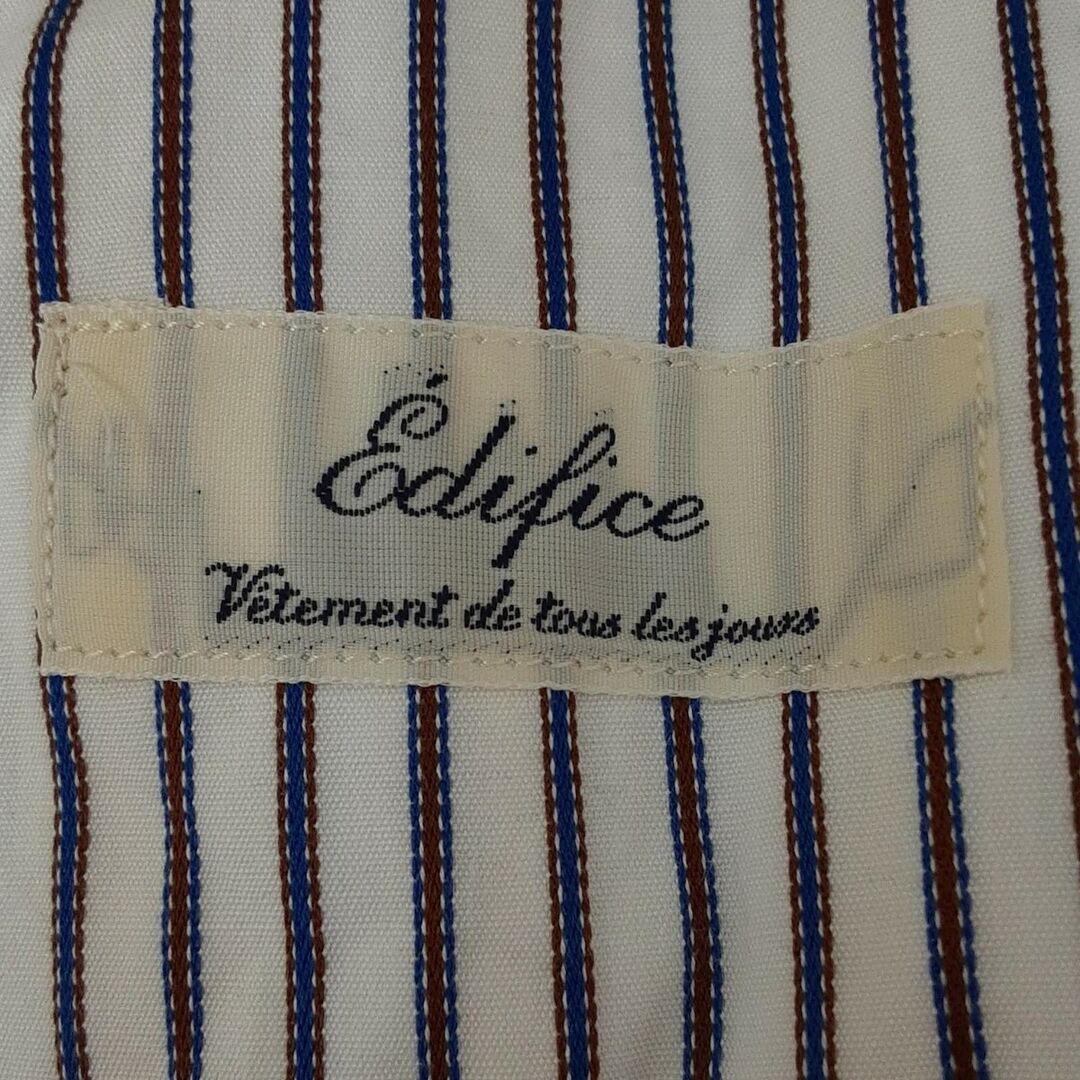 Édifice
Vêtement de tous les jours